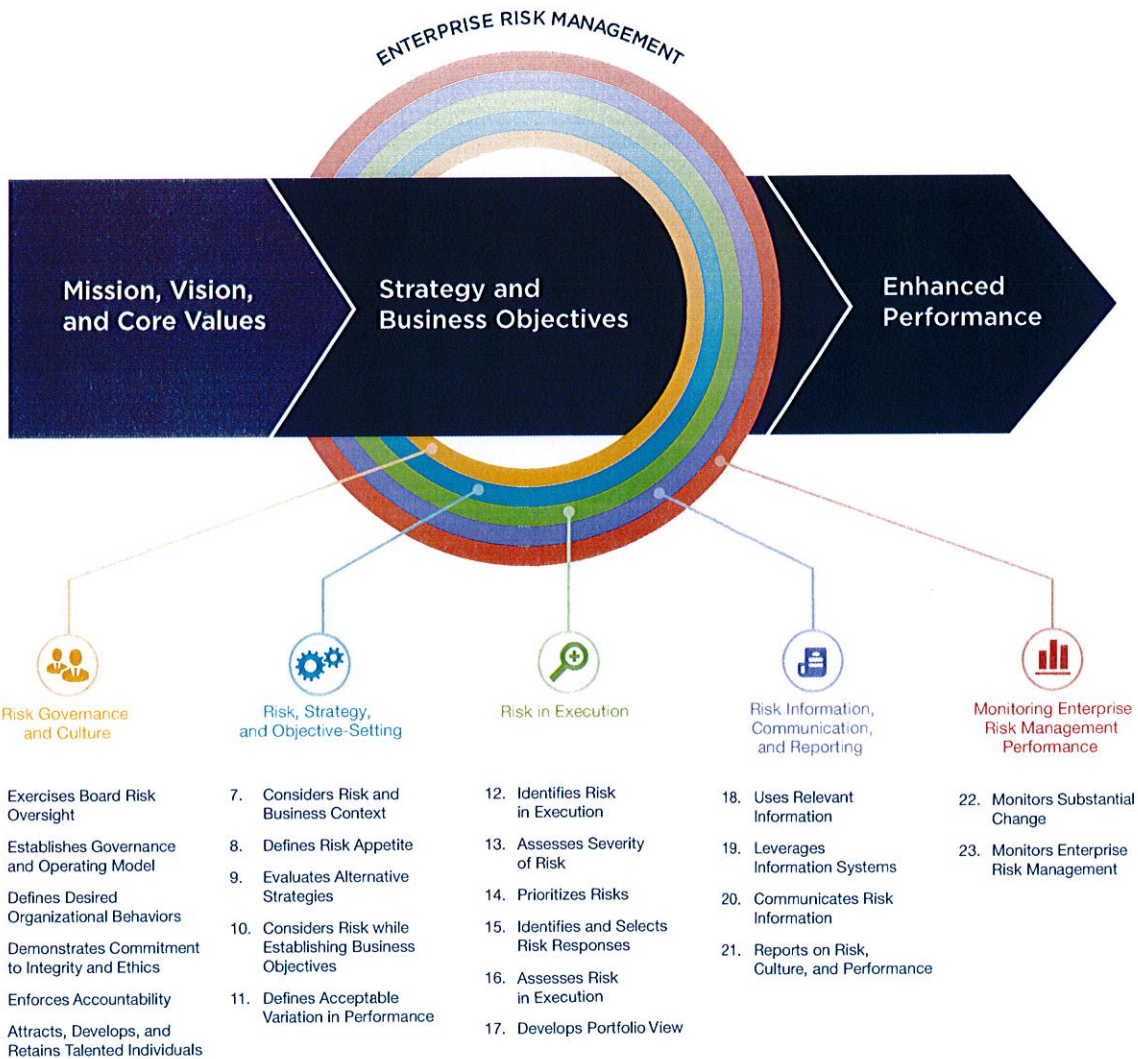 ENTERPRISE RISK MANAGEMENT
Mission, Vision,
and Core Values
Strategy and
Business Objectives
Enhanced
Performance
Risk Governance
and Culture
Exercises Board Risk
Oversight
Establishes Governance
and Operating Model
Defines Desired
Organizational Behaviors
Demonstrates Commitment
to Integrity and Ethics
Enforces Accountability
Attracts, Develops, and
Retains Talented Individuals
Risk, Strategy,
and Objective-Setting
7. Considers Risk and
Business Context
8. Defines Risk Appetite
9. Evaluates Alternative
Strategies
10. Considers Risk while
Establishing Business
Objectives
11. Defines Acceptable
Variation in Performance
Risk in Execution
12. Identifies Risk
in Execution
13. Assesses Severity
of Risk
14. Prioritizes Risks
15. Identifies and Selects
Risk Responses
16. Assesses Risk
in Execution
17. Develops Portfolio View
Risk Information,
Communication,
and Reporting
18. Uses Relevant
Information
19. Leverages
Information Systems
20. Communicates Risk
Information
21. Reports on Risk,
Culture, and Performance
Monitoring Enterprise
Risk Management
Performance
22. Monitors Substantial
Change
23. Monitors Enterprise
Risk Management